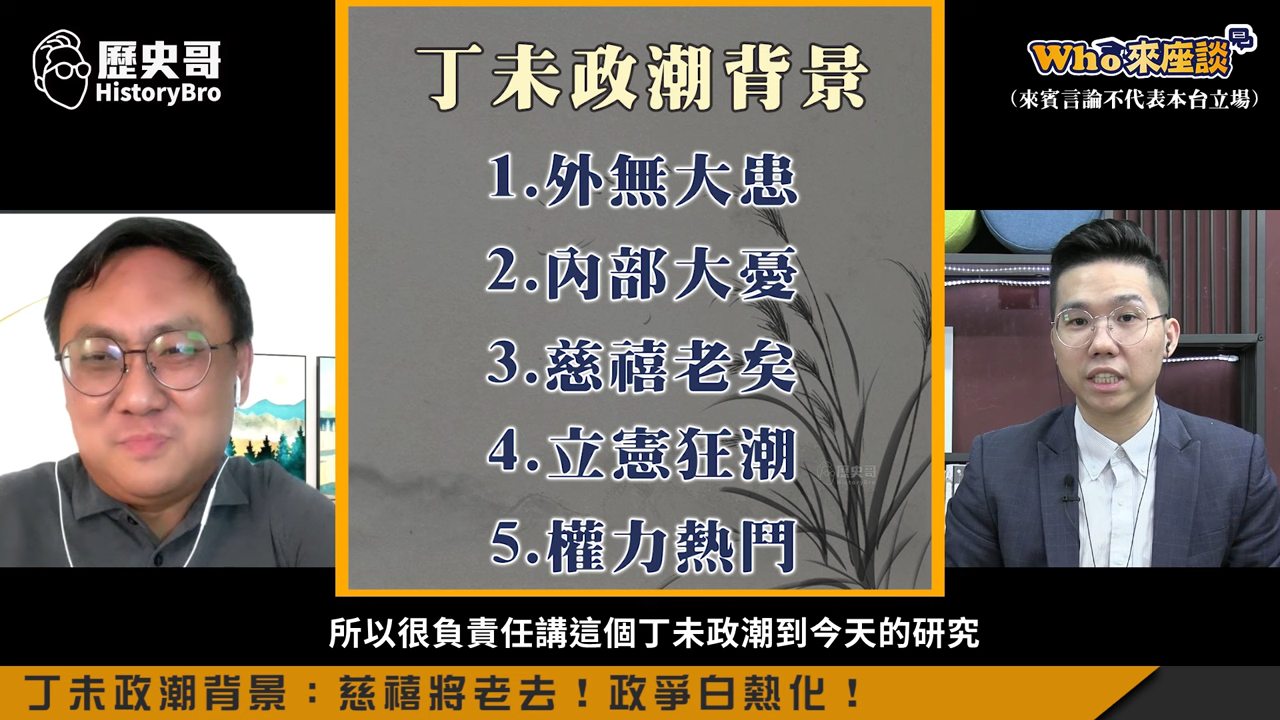 歷史哥
HistoryBro
Who來座談
(來賓言論不代表本台立場)
丁未政潮背景
1.外無大患
2.內部大憂
3.慈禧老矣
4.立憲狂潮
5.權力熱鬥
歷史哥
HistoryBro
所以很負責任講這個丁未政潮到今天的研究
丁未政潮背景：慈禧將老去！政爭白熱化！